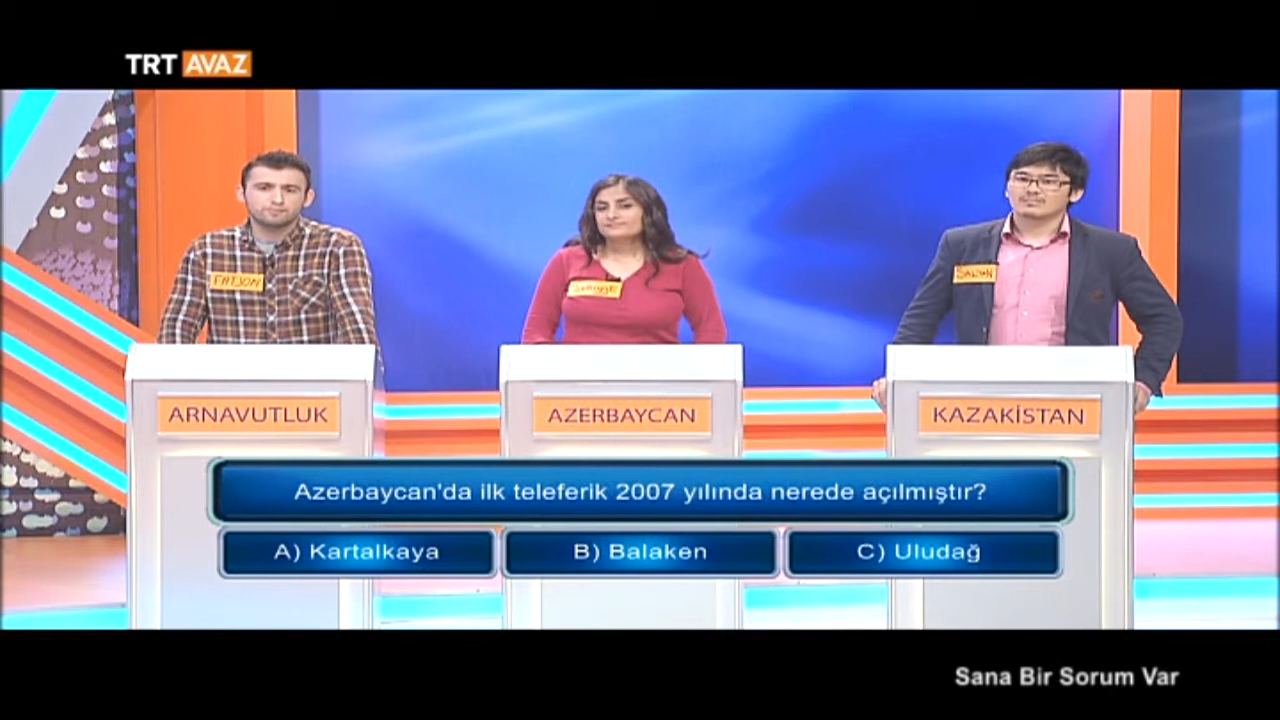 TRT AVAZ
FATJON
ARNAVUTLUK
AZERBAYCAN
KAZAKİSTAN
Azerbaycan'da ilk teleferik 2007 yılında nerede açılmıştır?
A) Kartalkaya
B) Balaken
C) Uludağ
Sana Bir Sorum Var